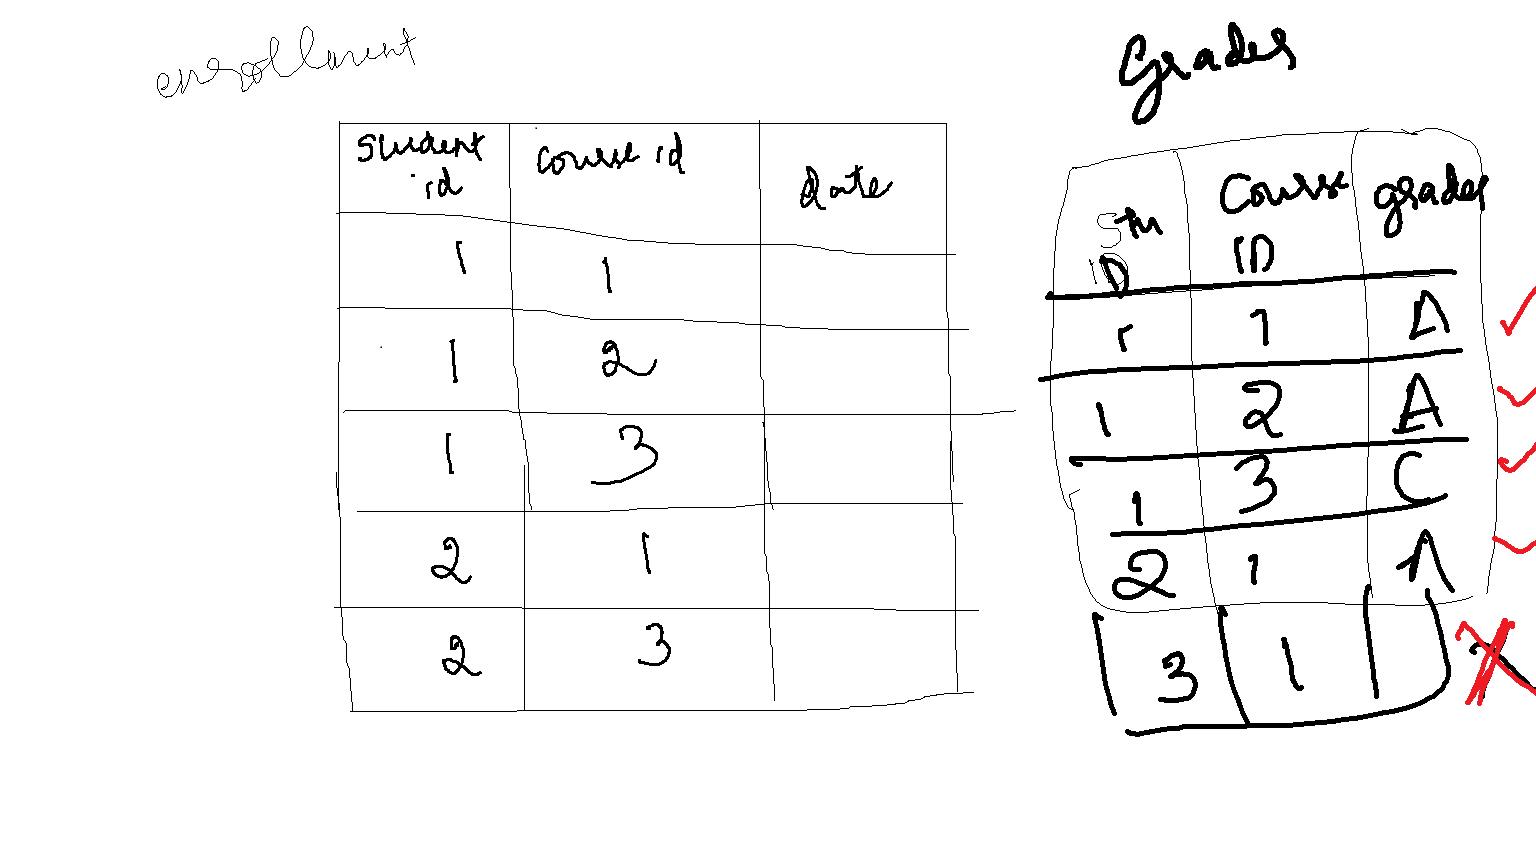 enrollment
Student id course id date
1 1
1 2
1 3
2 1
2 3
Grades
Stu ID Course ID grades
1 1 A
1 2 A
1 3 C
2 1 A
3 1